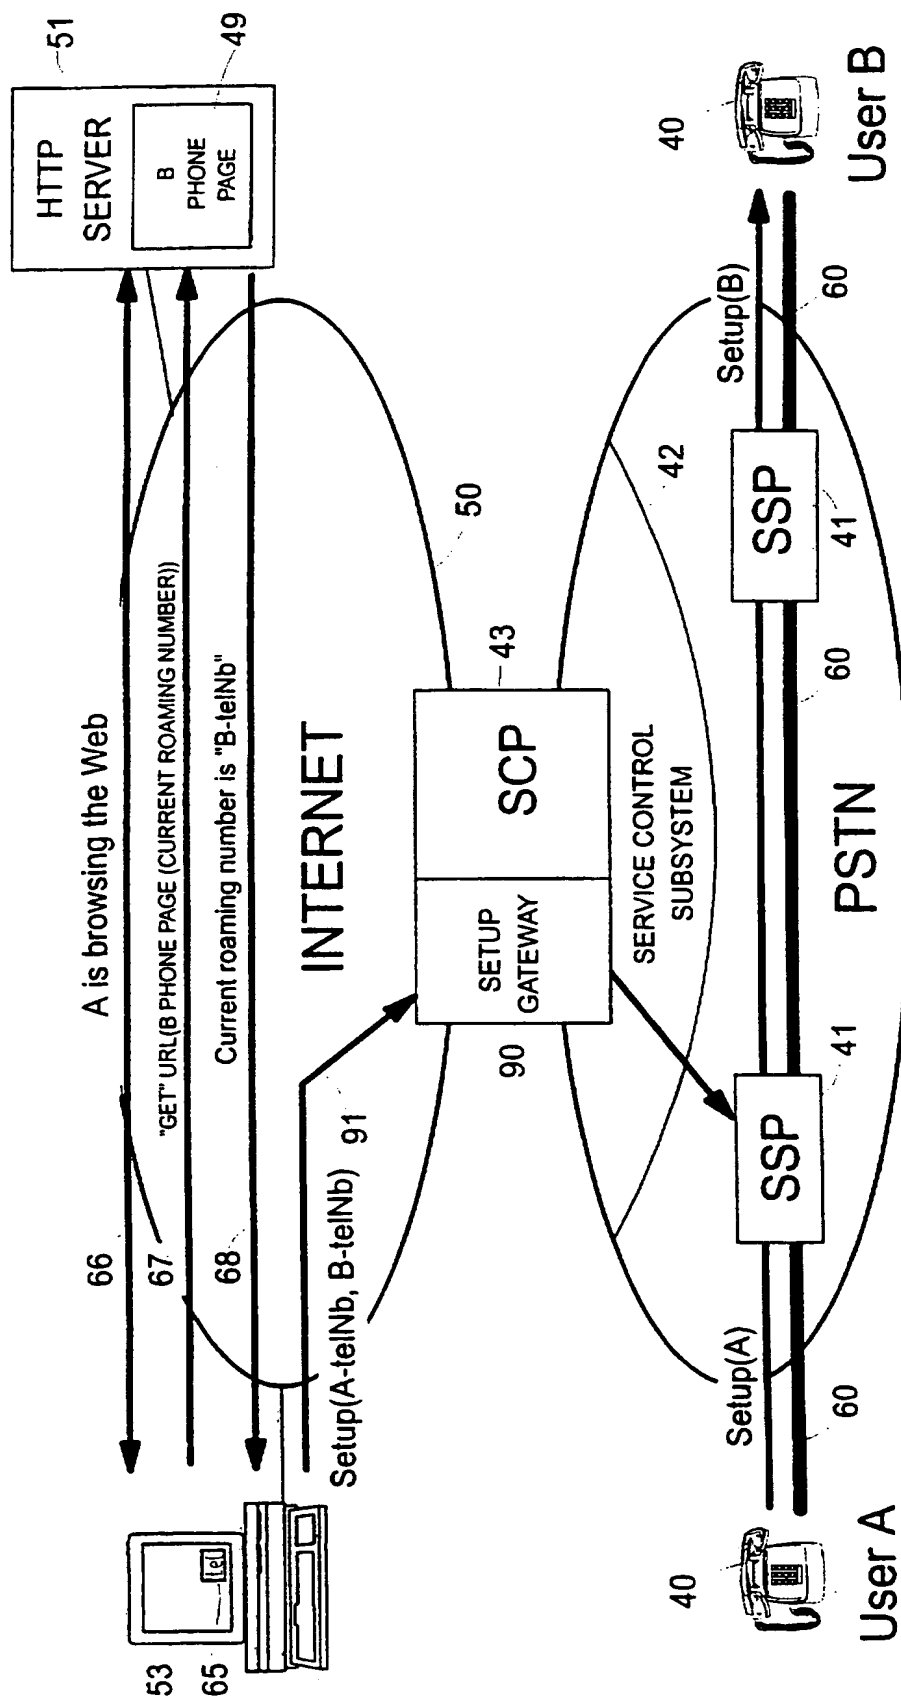 53
65
tel
66
A is browsing the Web
67
"GET" URL(B PHONE PAGE (CURRENT ROAMING NUMBER))
68
Current roaming number is "B-telNb"
HTTP
SERVER
51
B
PHONE
PAGE
49
Setup(A-telNb, B-telNb)
91
INTERNET
50
90
SETUP
GATEWAY
SCP
43
SERVICE CONTROL
SUBSYSTEM
42
40
User A
Setup(A)
60
SSP
41
PSTN
60
SSP
41
Setup(B)
60
40
User B